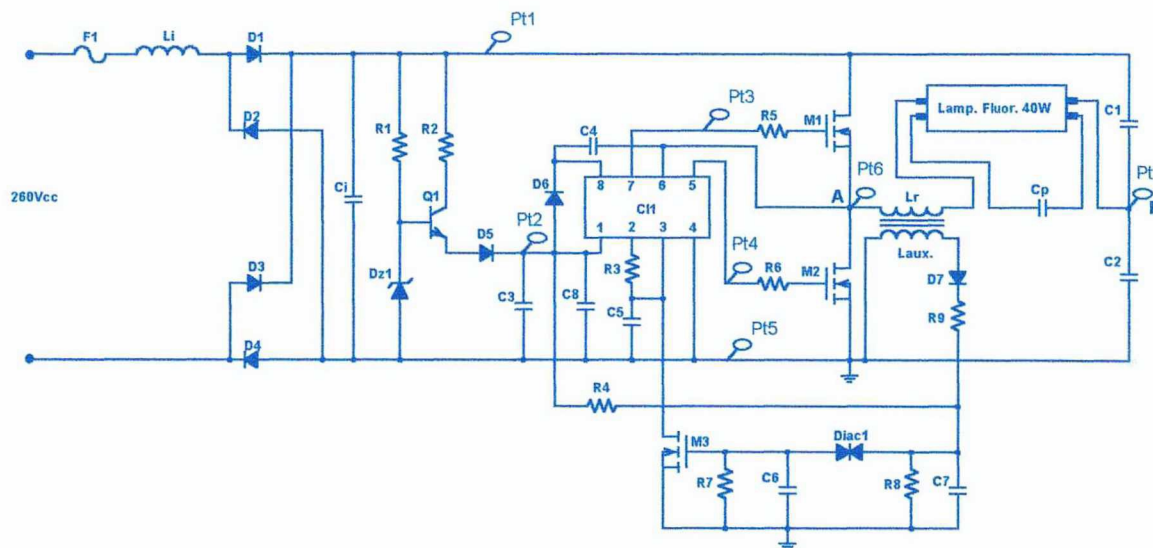 Pt1
F1
Li
D1
Lamp. Fluor. 40W
Pt3
R5
M1
C1
D2
R1
R2
C4
Pt6
Pt
260Vcc
Ci
D6
8 7 6 5
A
Lr
Cp
Q1
CI1
D5
Pt2
1 2 3 4
Laux.
Pt4
D3
Dz1
R3
R6
M2
D7
C2
C3
C8
C5
R9
D4
Pt5
R4
M3
Diac1
R7
C6
R8
C7